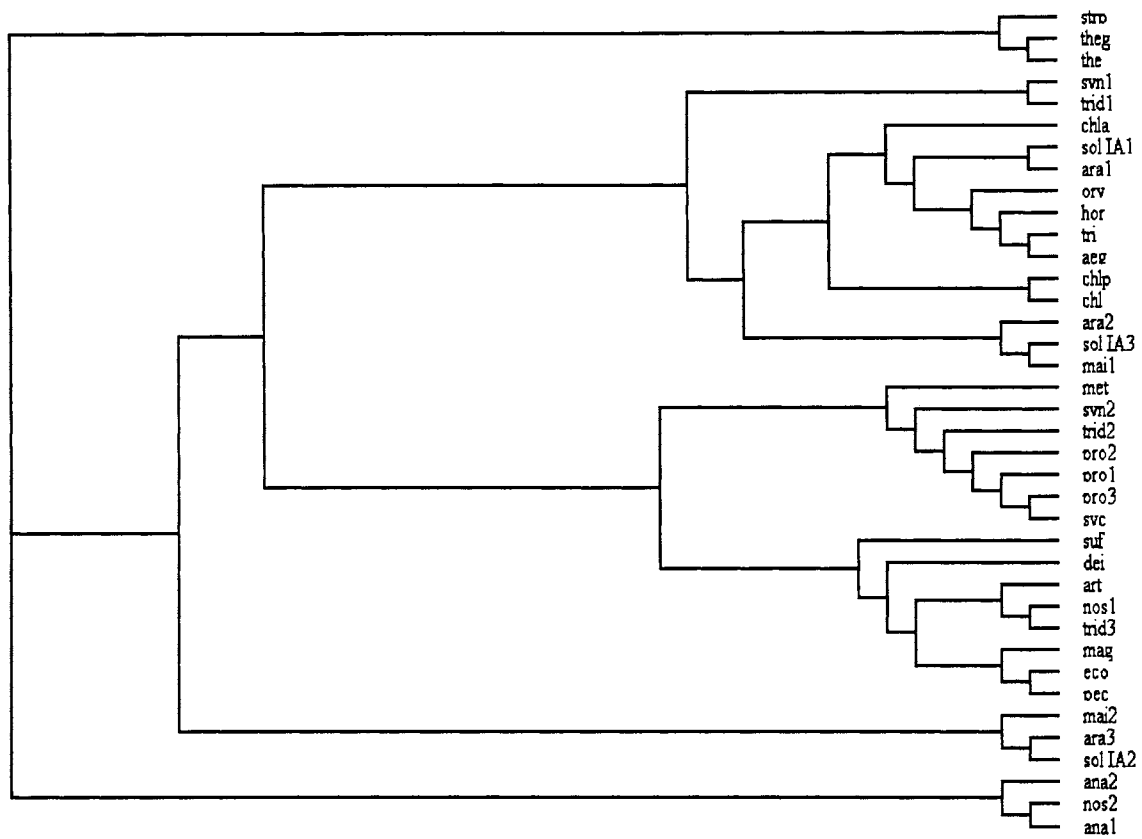 strp
theg
the
syn1
trid1
chla
sol IA1
ara1
ory
hor
tri
aeg
chlp
chl
ara2
sol IA3
mai1
met
syn2
trid2
pro2
pro1
pro3
syc
suf
dei
art
nos1
trid3
mag
eco
pec
mai2
ara3
sol IA2
ana2
nos2
ana1